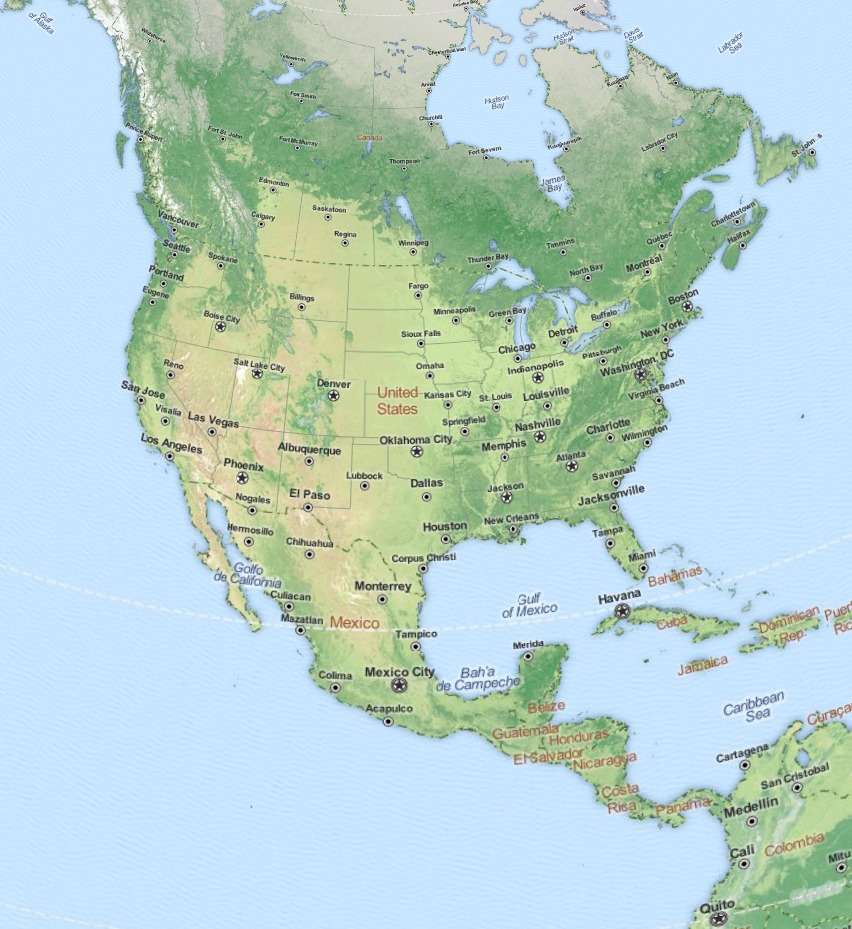 Gulf
of Alaska
Whitehorse
Yellowknife
Hudson
Strait
Davis
Strait
Labrador
Sea
Chesterfield Inlet
Arviat
Fort Smith
Hudson
Bay
Kuujjuaq
Nain
Churchill
Prince Rupert
Fort St. John
Fort McMurray
Canada
Thompson
Fort Severn
Kuujjuarapik
Labrador City
St. John's
James
Bay
Edmonton
Calgary
Saskatoon
Regina
Winnipeg
Vancouver
Seattle
Spokane
Portland
Eugene
Thunder Bay
Timmins
North Bay
Québec
Montréal
Charlottetown
Halifax
Billings
Fargo
Boise City
Minneapolis
Green Bay
Buffalo
Boston
Sioux Falls
Detroit
New York
Chicago
Pittsburgh
Reno
Salt Lake City
Omaha
Indianapolis
Washington, DC
Denver
San Jose
United
States
Kansas City
St. Louis
Louisville
Virginia Beach
Visalia
Las Vegas
Springfield
Nashville
Charlotte
Wilmington
Los Angeles
Albuquerque
Oklahoma City
Memphis
Atlanta
Phoenix
Lubbock
Dallas
Jackson
Savannah
Nogales
El Paso
Jacksonville
Hermosillo
Chihuahua
Houston
New Orleans
Tampa
Corpus Christi
Miami
Golfo
de California
Bahamas
Culiacan
Monterrey
Gulf
of Mexico
Havana
Mazatlan
Mexico
Tampico
Cuba
Dominican
Rep.
Merida
Jamaica
Colima
Mexico City
Bah'a
de Campeche
Acapulco
Belize
Caribbean
Sea
Guatemala
Honduras
El Salvador
Nicaragua
Cartagena
San Cristobal
Costa
Rica
Panama
Medellín
Cali
Colombia
Mitu
Quito